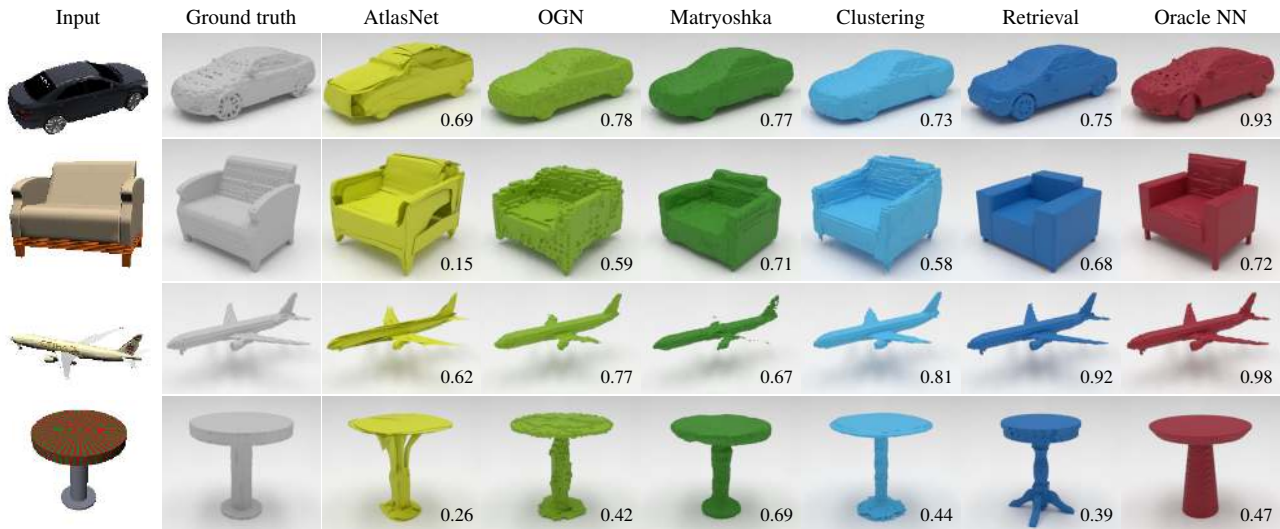 Input Ground truth AtlasNet OGN Matryoshka Clustering Retrieval Oracle NN
0.69 0.78 0.77 0.73 0.75 0.93
0.15 0.59 0.71 0.58 0.68 0.72
0.62 0.77 0.67 0.81 0.92 0.98
0.26 0.42 0.69 0.44 0.39 0.47